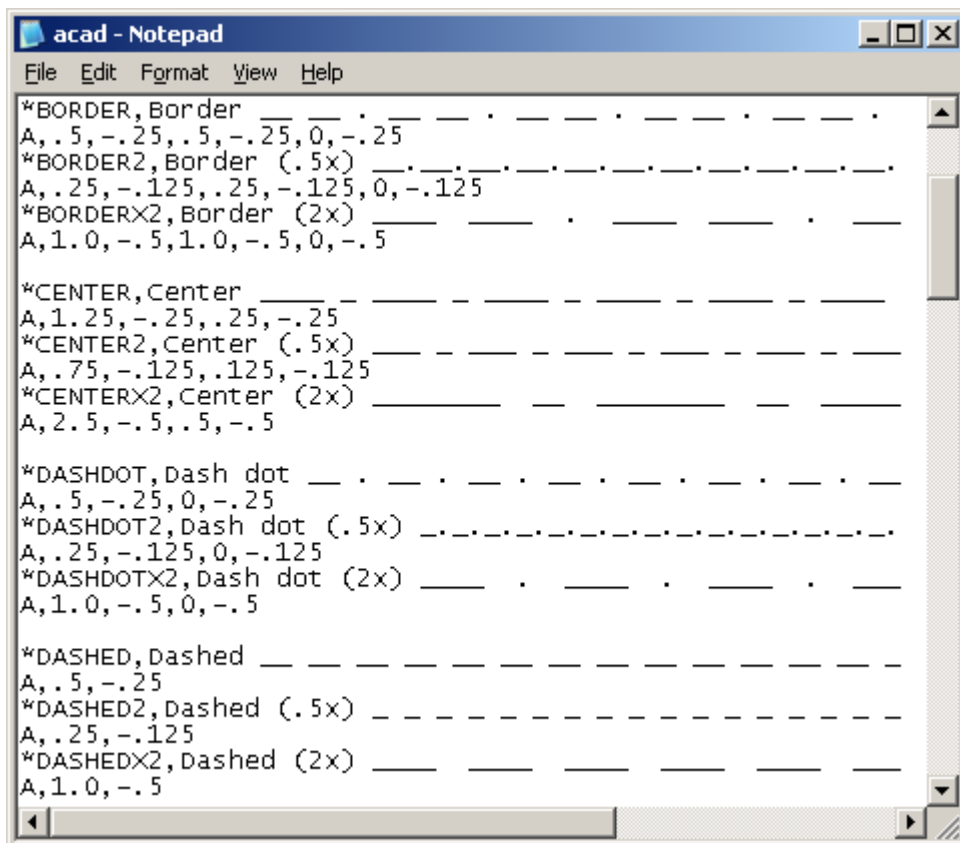 acad - Notepad
File Edit Format View Help
*BORDER,Border __ __ . __ __ . __ __ . __ __ . __ __ .
A,.5,-.25,.5,-.25,0,-.25
*BORDER2,Border (.5x) __.__.__.__.__.__.__.__.__.__.
A,.25,-.125,.25,-.125,0,-.125
*BORDERX2,Border (2x) ____  ____  .  ____  ____  .  ___
A,1.0,-.5,1.0,-.5,0,-.5

*CENTER,Center ____ _ ____ _ ____ _ ____ _ ____ _ ____
A,1.25,-.25,.25,-.25
*CENTER2,Center (.5x) ___ _ ___ _ ___ _ ___ _ ___ _ ___
A,.75,-.125,.125,-.125
*CENTERX2,Center (2x) ________  __  ________  __  _____
A,2.5,-.5,.5,-.5

*DASHDOT,Dash dot __ . __ . __ . __ . __ . __ . __ . __
A,.5,-.25,0,-.25
*DASHDOT2,Dash dot (.5x) _._._._._._._._._._._._._._._.
A,.25,-.125,0,-.125
*DASHDOTX2,Dash dot (2x) ____  .  ____  .  ____  .  ___
A,1.0,-.5,0,-.5

*DASHED,Dashed __ __ __ __ __ __ __ __ __ __ __ __ __ _
A,.5,-.25
*DASHED2,Dashed (.5x) _ _ _ _ _ _ _ _ _ _ _ _ _ _ _
A,.25,-.125
*DASHEDX2,Dashed (2x) ____  ____  ____  ____  ____  ___
A,1.0,-.5